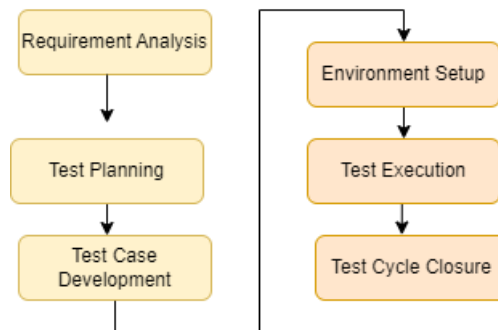 Requirement Analysis
Test Planning
Test Case
Development
Environment Setup
Test Execution
Test Cycle Closure